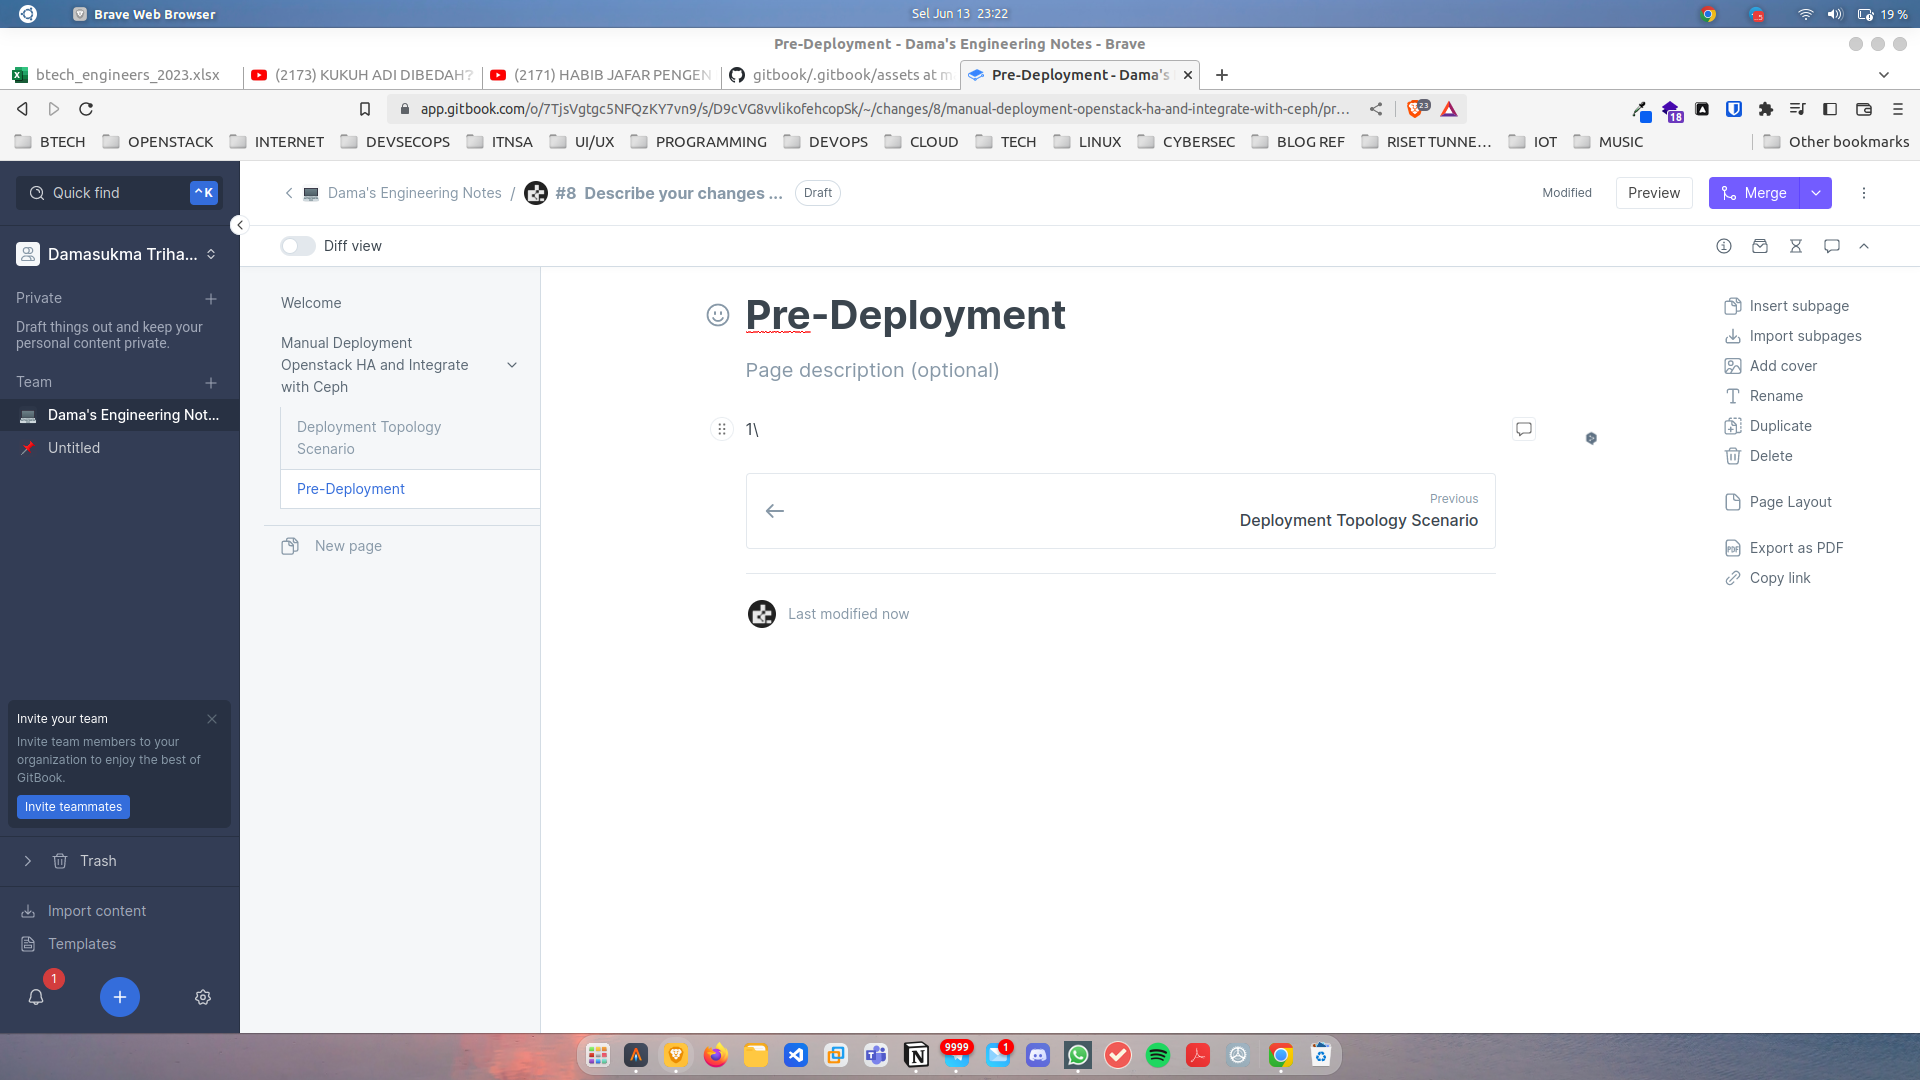 Brave Web Browser
Sel Jun 13 23:22
19 %
Pre-Deployment - Dama's Engineering Notes - Brave
btech_engineers_2023.xlsx
(2173) KUKUH ADI DIBEDAH?
(2171) HABIB JAFAR PENGEN
gitbook/.gitbook/assets at m
Pre-Deployment - Dama's
app.gitbook.com/o/7TjsVgtgc5NFQzKY7vn9/s/D9cVG8vvlikofehcopSk/~/changes/8/manual-deployment-openstack-ha-and-integrate-with-ceph/pr...
23
18
BTECH
OPENSTACK
INTERNET
DEVSECOPS
ITNSA
UI/UX
PROGRAMMING
DEVOPS
CLOUD
TECH
LINUX
CYBERSEC
BLOG REF
RISET TUNNE...
IOT
MUSIC
Other bookmarks
Quick find
^K
Dama's Engineering Notes / #8 Describe your changes ...
Draft
Modified
Preview
Merge
Diff view
Damasukma Triha...
Private
Draft things out and keep your
personal content private.
Team
Dama's Engineering Not...
Untitled
Invite your team
Invite team members to your
organization to enjoy the best of
GitBook.
Invite teammates
Trash
Import content
Templates
1
Welcome
Manual Deployment
Openstack HA and Integrate
with Ceph
Deployment Topology
Scenario
Pre-Deployment
New page
Pre-Deployment
Page description (optional)
1\
Previous
Deployment Topology Scenario
Last modified now
Insert subpage
Import subpages
Add cover
Rename
Duplicate
Delete
Page Layout
PDF
Export as PDF
Copy link
9999
1